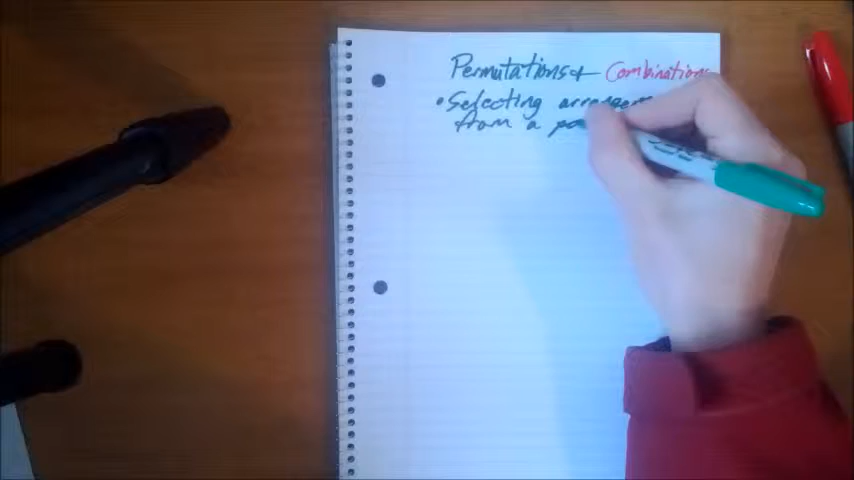 Permutations + Combinations
• Selecting
from a